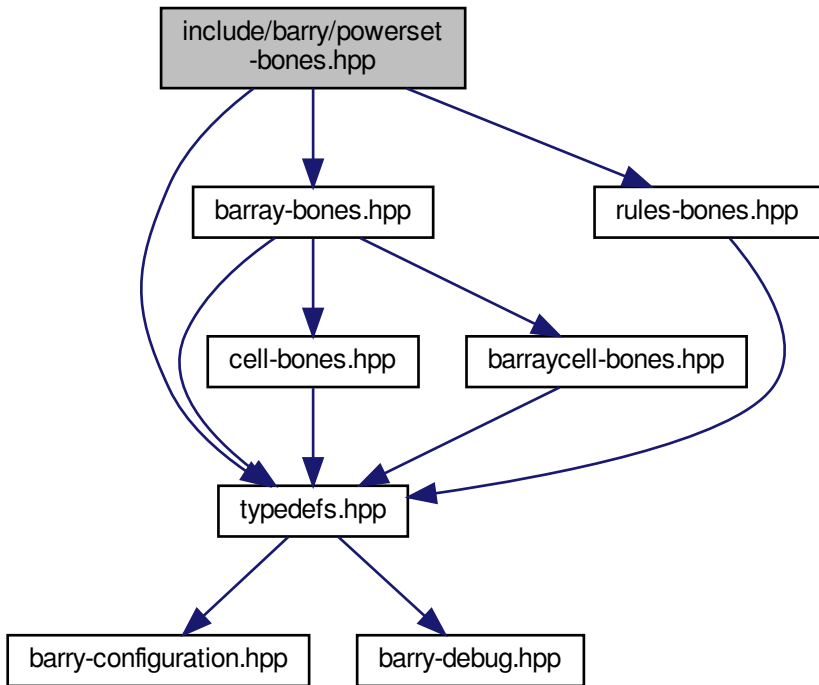 include/barry/powerset
-bones.hpp
barray-bones.hpp
rules-bones.hpp
cell-bones.hpp
barraycell-bones.hpp
typedefs.hpp
barry-configuration.hpp
barry-debug.hpp